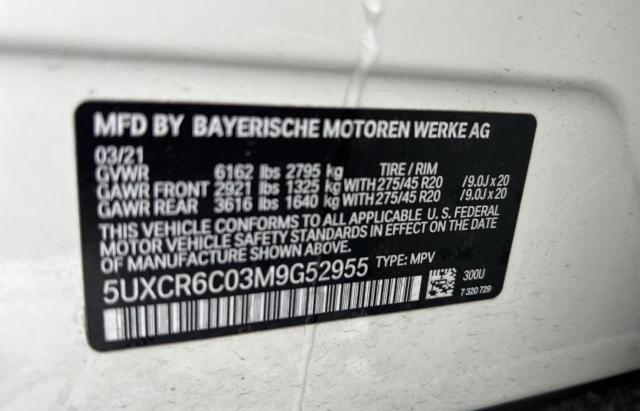 MFD BY BAYERISCHE MOTOREN WERKE AG
03/21
GVWR 6162 lbs 2795 kg TIRE / RIM
GAWR FRONT 2921 lbs 1325 kg WITH 275/45 R20 /9.0J x 20
GAWR REAR 3616 lbs 1640 kg WITH 275/45 R20 /9.0J x 20
THIS VEHICLE CONFORMS TO ALL APPLICABLE U. S. FEDERAL
MOTOR VEHICLE SAFETY STANDARDS IN EFFECT ON THE
DATE OF MANUFACTURE SHOWN ABOVE.
5UXCR6C03M9G52955 TYPE: MPV
300U
7 320 729